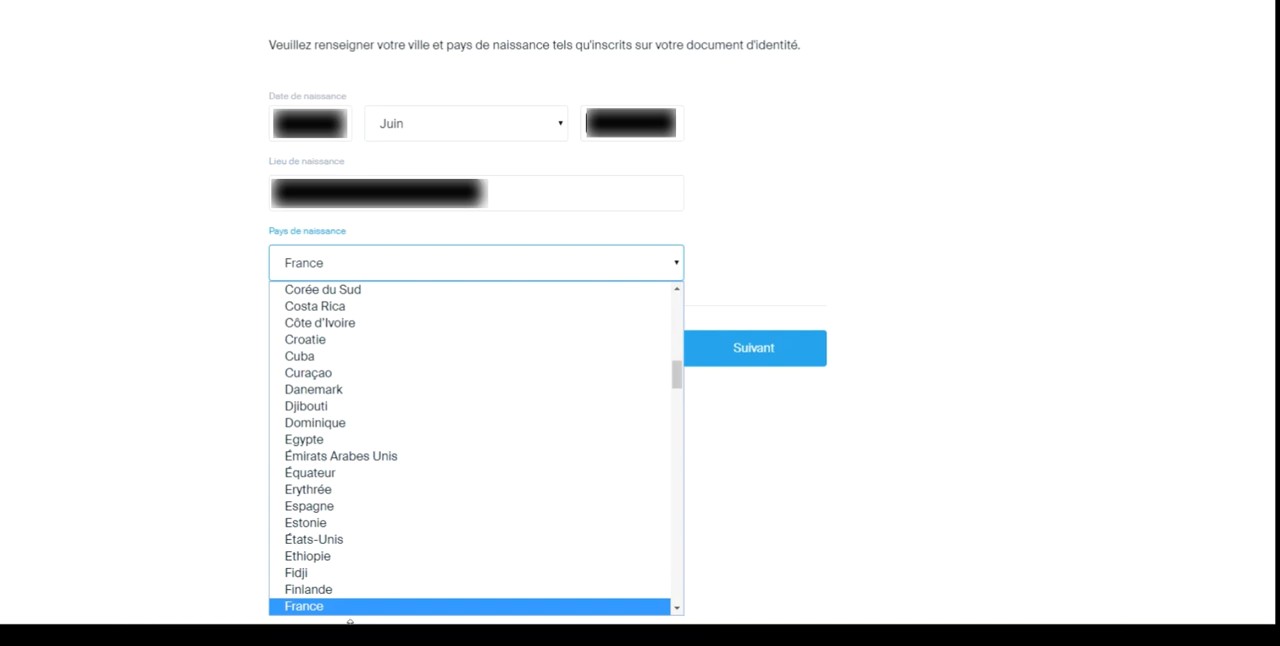 Veuillez renseigner votre ville et pays de naissance tels qu'inscrits sur votre document d'identité.
Date de naissance
Juin
Lieu de naissance
Pays de naissance
France
Corée du Sud
Costa Rica
Côte d'Ivoire
Croatie
Cuba
Curaçao
Danemark
Djibouti
Dominique
Egypte
Émirats Arabes Unis
Équateur
Erythrée
Espagne
Estonie
États-Unis
Ethiopie
Fidji
Finlande
France
Suivant